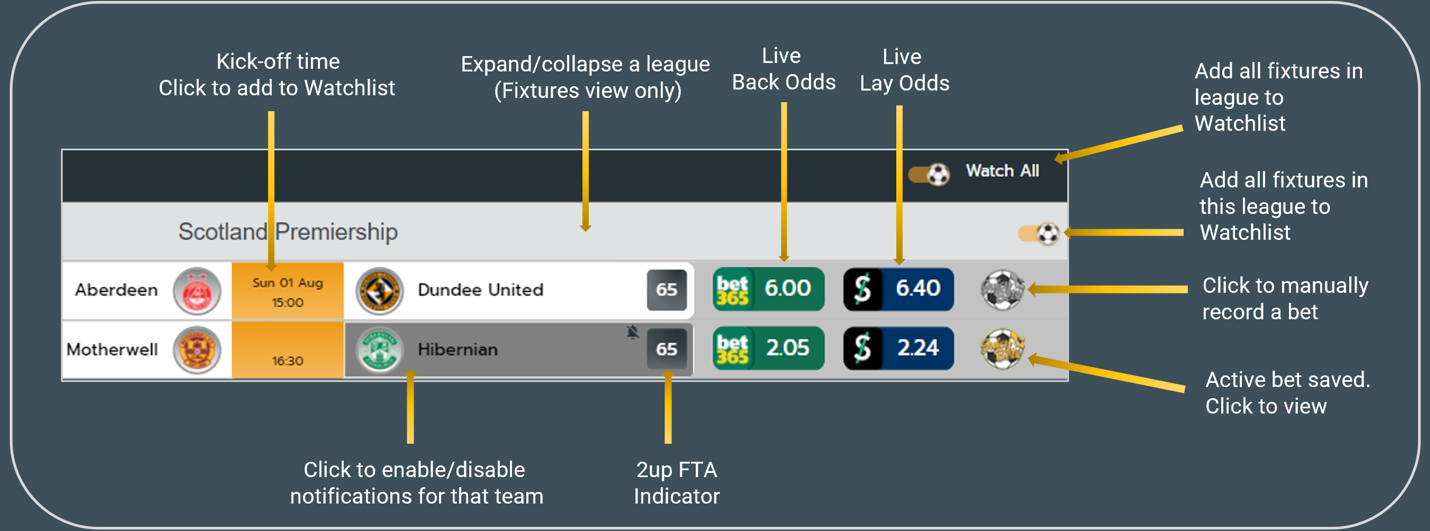 Kick-off time
Click to add to Watchlist
Expand/collapse a league
(Fixtures view only)
Live
Back Odds
Live
Lay Odds
Add all fixtures in
league to
Watchlist
Watch All
Add all fixtures in
this league to
Watchlist
Scotland Premiership
Aberdeen
Sun 01 Aug
15:00
Dundee United
65
bet
365
6.00
6.40
Click to manually
record a bet
Motherwell
16:30
Hibernian
65
bet
365
2.05
2.24
Active bet saved.
Click to view
Click to enable/disable
notifications for that team
2up FTA
Indicator